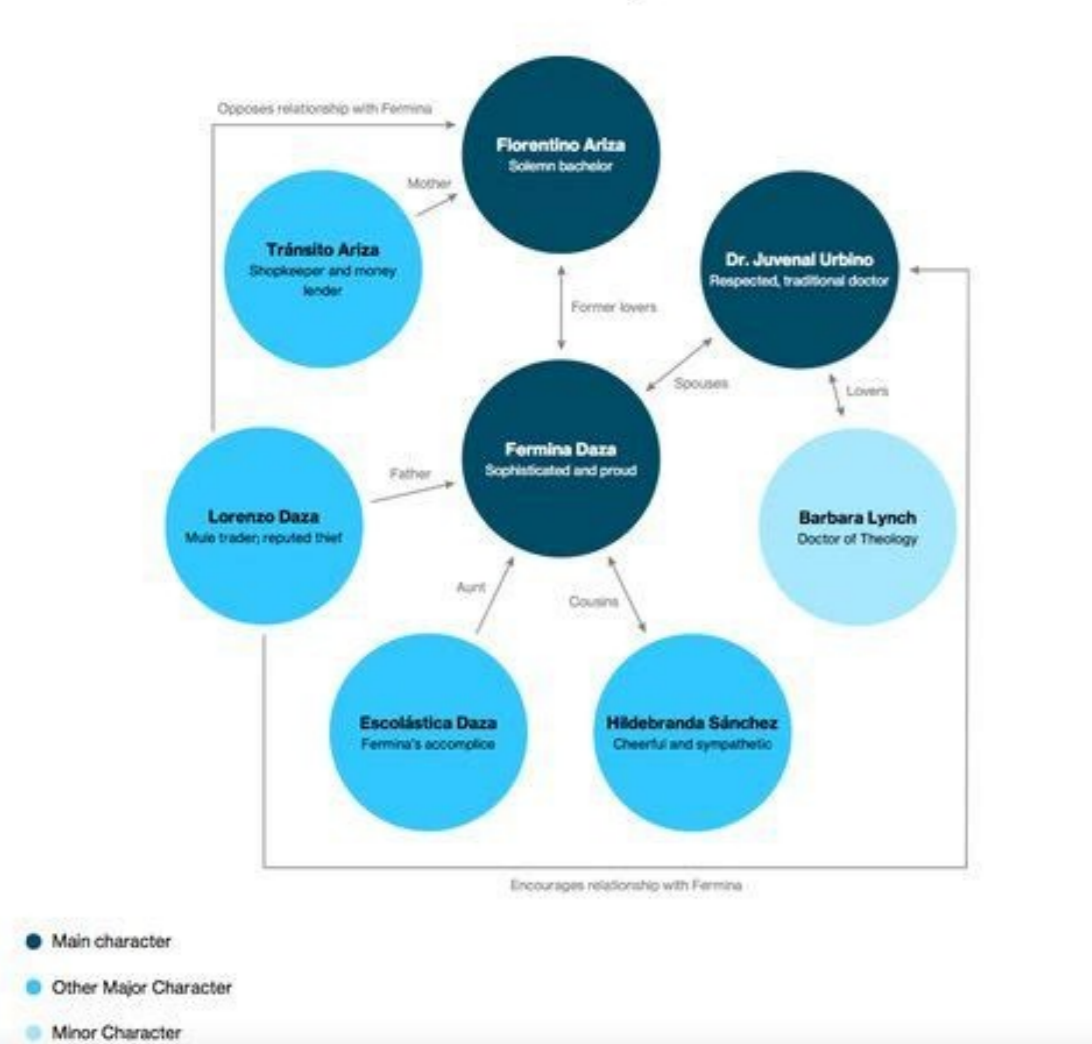 Opposes relationship with Fermina
Florentino Ariza
Solemn bachelor
Mother
Tránsito Ariza
Shopkeeper and money
lender
Dr. Juvenal Urbino
Respected, traditional doctor
Former lovers
Spouses
Lovers
Fermina Daza
Sophisticated and proud
Father
Lorenzo Daza
Mule trader; reputed thief
Barbara Lynch
Doctor of Theology
Aunt
Cousins
Escolástica Daza
Fermina's accomplice
Hildebranda Sánchez
Cheerful and sympathetic
Encourages relationship with Fermina
Main character
Other Major Character
Minor Character